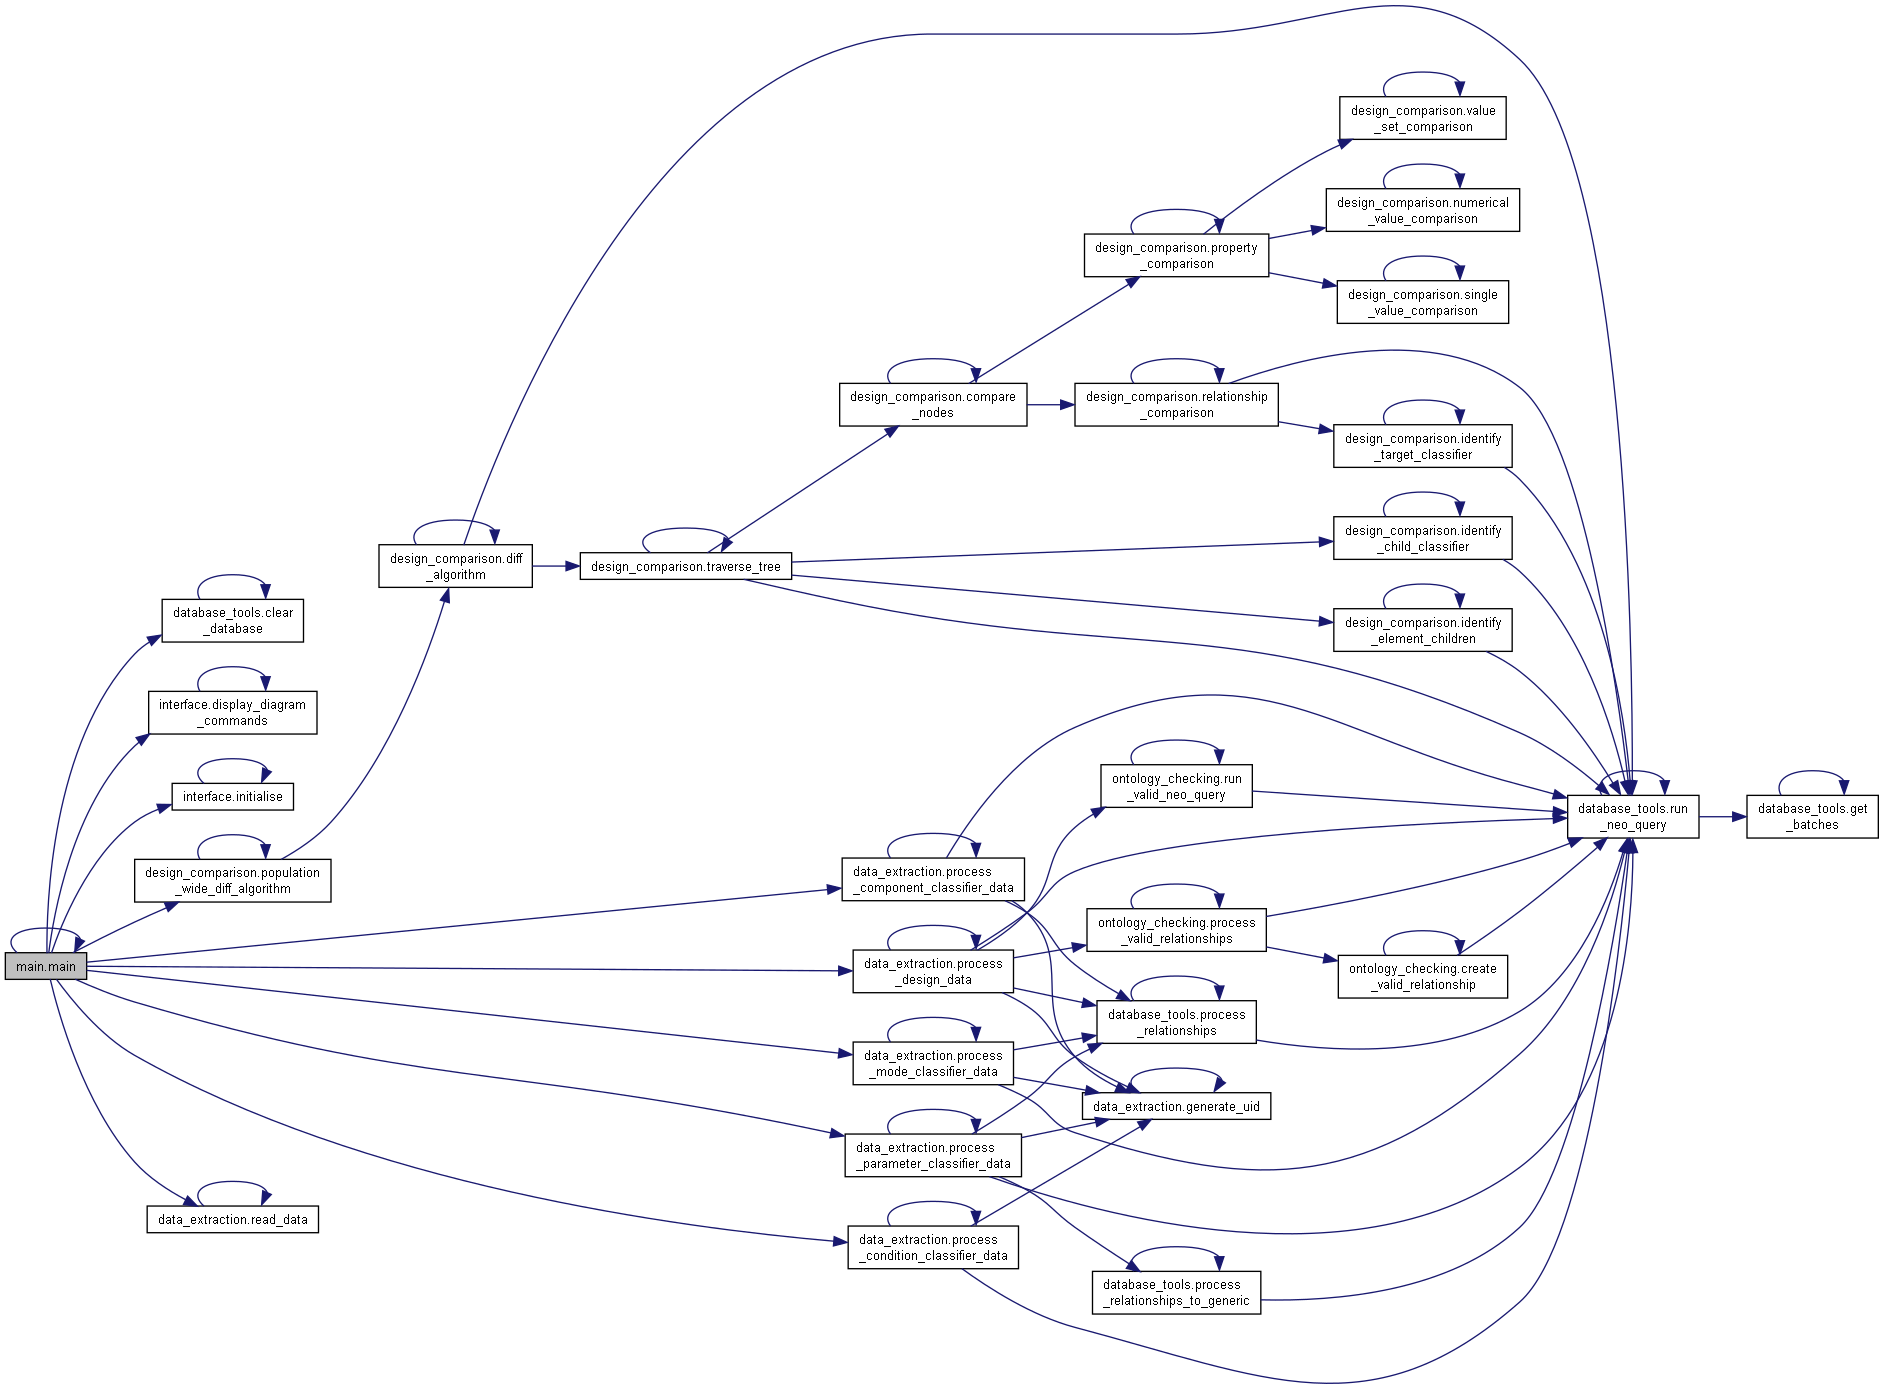 design_comparison.value
_set_comparison
design_comparison.numerical
_value_comparison
design_comparison.property
_comparison
design_comparison.single
_value_comparison
design_comparison.compare
_nodes
design_comparison.relationship
_comparison
design_comparison.identify
_target_classifier
design_comparison.identify
_child_classifier
design_comparison.diff
_algorithm
design_comparison.traverse_tree
database_tools.clear
_database
design_comparison.identify
_element_children
interface.display_diagram
_commands
ontology_checking.run
_valid_neo_query
interface.initialise
database_tools.run
_neo_query
database_tools.get
_batches
design_comparison.population
_wide_diff_algorithm
data_extraction.process
_component_classifier_data
ontology_checking.process
_valid_relationships
main.main
data_extraction.process
_design_data
ontology_checking.create
_valid_relationship
database_tools.process
_relationships
data_extraction.process
_mode_classifier_data
data_extraction.generate_uid
data_extraction.process
_parameter_classifier_data
data_extraction.read_data
data_extraction.process
_condition_classifier_data
database_tools.process
_relationships_to_generic